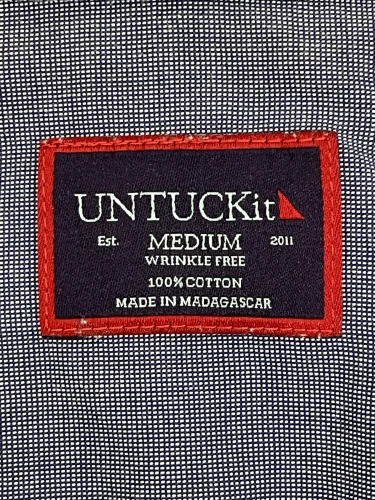 UNTUCKit
Est. MEDIUM 2011
WRINKLE FREE
100% COTTON
MADE IN MADAGASCAR